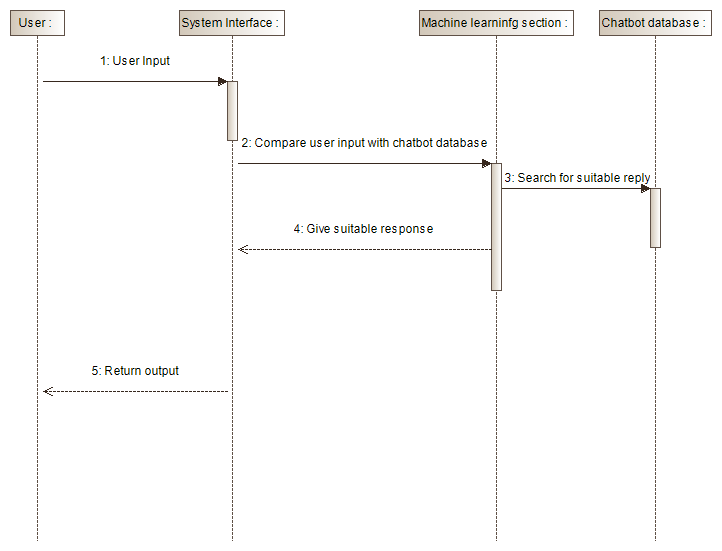 User :
System Interface :
Machine learninfg section :
Chatbot database :
1: User Input
2: Compare user input with chatbot database
3: Search for suitable reply
4: Give suitable response
5: Return output